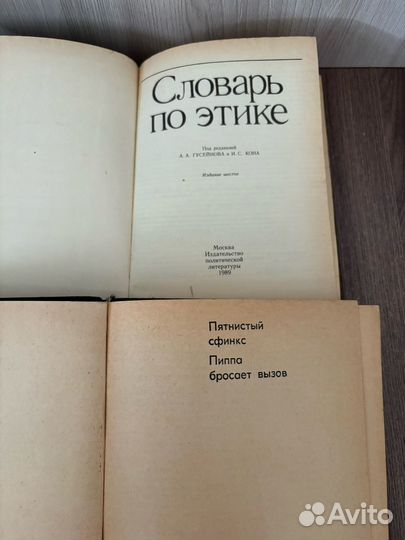 Словарь
по этике
Под редакцией
А. А. ГУСЕЙНОВА и И. С. КОНА
Издание шестое
Москва
Издательство
политической
литературы
1989
Пятнистый
сфинкс
Пиппа
бросает вызов
Avito